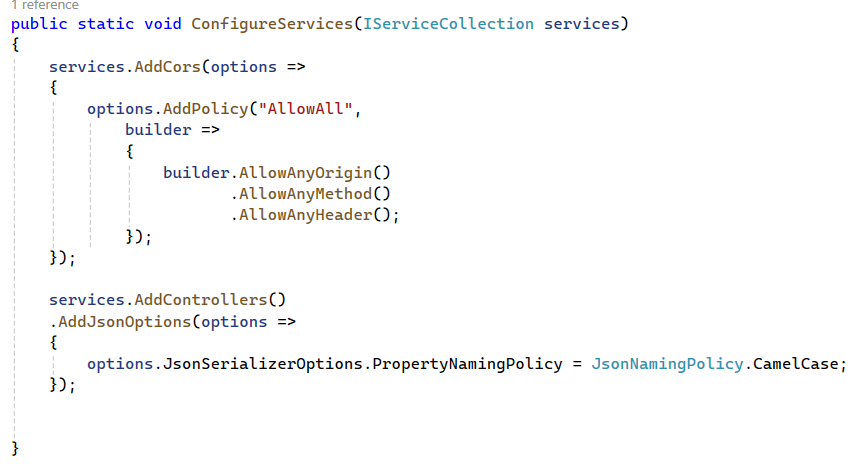 1 reference
public static void ConfigureServices(IServiceCollection services)
{
    services.AddCors(options =>
    {
        options.AddPolicy("AllowAll",
            builder =>
            {
                builder.AllowAnyOrigin()
                       .AllowAnyMethod()
                       .AllowAnyHeader();
            });
    });

    services.AddControllers()
    .AddJsonOptions(options =>
    {
        options.JsonSerializerOptions.PropertyNamingPolicy = JsonNamingPolicy.CamelCase;
    });


}